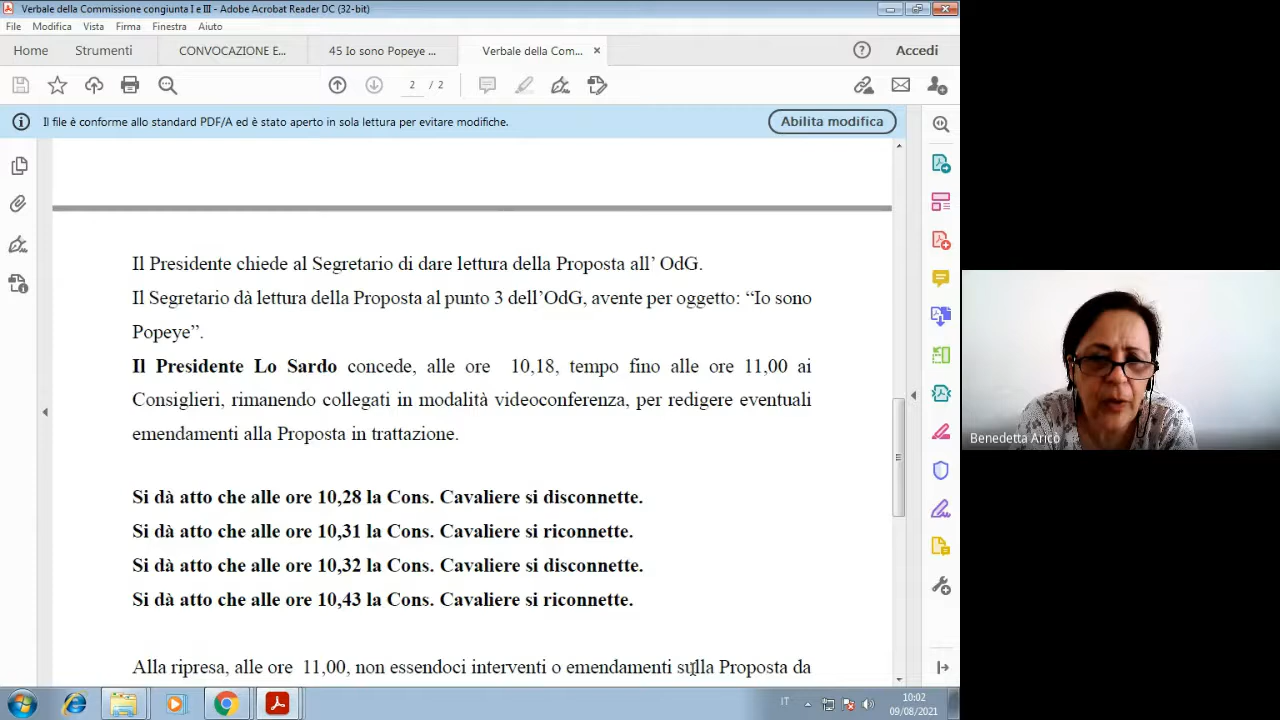 Verbale della Commissione congiunta I e III - Adobe Acrobat Reader DC (32-bit)
File Modifica Vista Firma Finestra Aiuto
Home Strumenti CONVOCAZIONE E... 45 Io sono Popeye ... Verbale della Com... × Accedi
2 / 2
Il file è conforme allo standard PDF/A ed è stato aperto in sola lettura per evitare modifiche. Abilita modifica
Il Presidente chiede al Segretario di dare lettura della Proposta all’ OdG.
Il Segretario dà lettura della Proposta al punto 3 dell’OdG, avente per oggetto: “Io sono
Popeye”.
Il Presidente Lo Sardo concede, alle ore 10,18, tempo fino alle ore 11,00 ai
Consiglieri, rimanendo collegati in modalità videoconferenza, per redigere eventuali
emendamenti alla Proposta in trattazione.
Si dà atto che alle ore 10,28 la Cons. Cavaliere si disconnette.
Si dà atto che alle ore 10,31 la Cons. Cavaliere si riconnette.
Si dà atto che alle ore 10,32 la Cons. Cavaliere si disconnette.
Si dà atto che alle ore 10,43 la Cons. Cavaliere si riconnette.
Alla ripresa, alle ore 11,00, non essendoci interventi o emendamenti sulla Proposta da
Benedetta Aricò
IT
10:02
09/08/2021